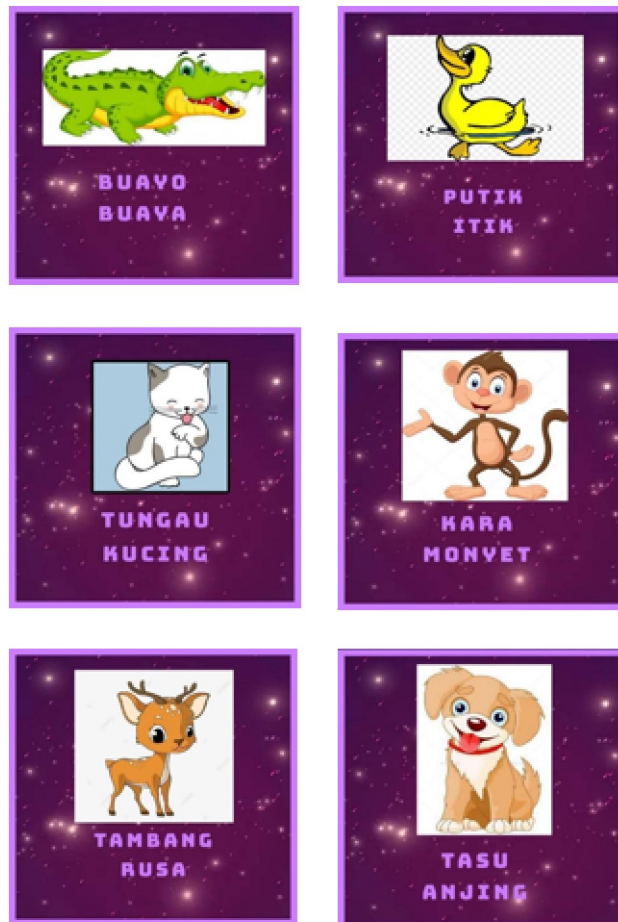 BUAYO
BUAYA
PUTIK
ITIK
TUNGAU
KUCING
KARA
MONYET
TAMBANG
RUSA
TASU
ANJING